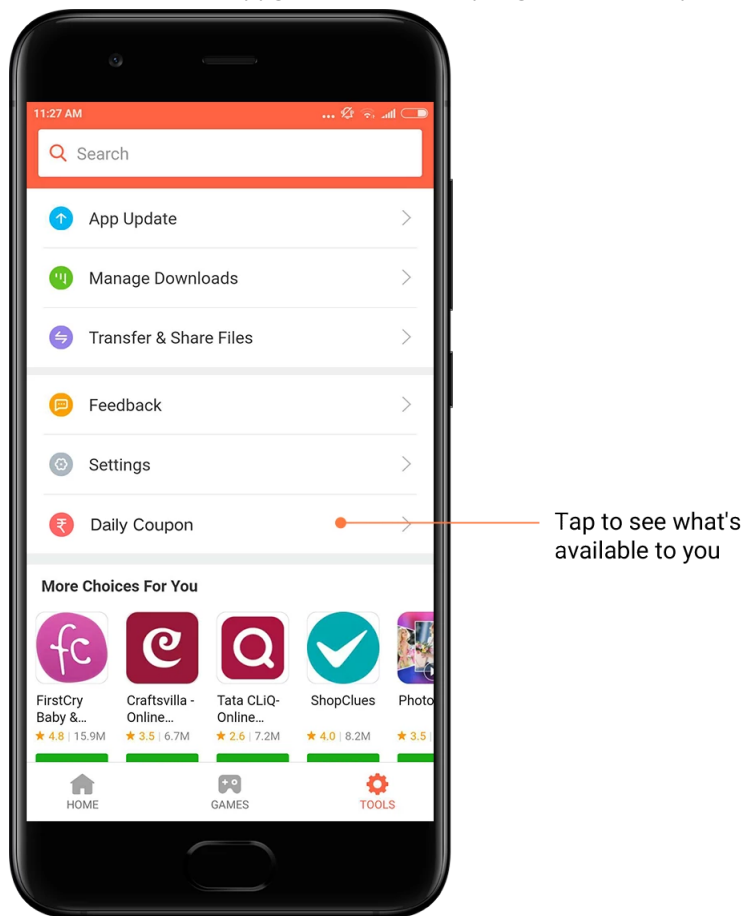 11:27 AM
Search
App Update
Manage Downloads
Transfer & Share Files
Feedback
Settings
₹ Daily Coupon
Tap to see what's
available to you
More Choices For You
fc
FirstCry
Baby &...
★ 4.8 | 15.9M
Craftsvilla -
Online...
★ 3.5 | 6.7M
Tata CLiQ-
Online...
★ 2.6 | 7.2M
ShopClues
★ 4.0 | 8.2M
Photo
★ 3.5 |
HOME
GAMES
TOOLS